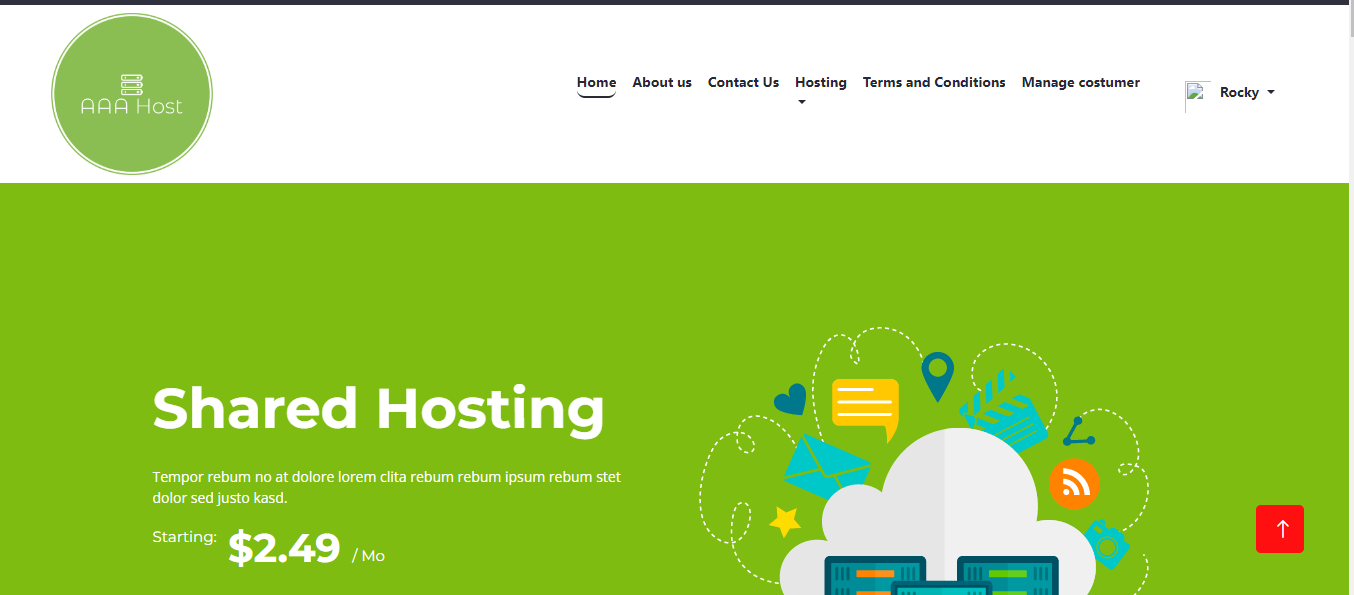 AAA Host
Home About us Contact Us Hosting Terms and Conditions Manage costumer
Rocky
Shared Hosting
Tempor rebum no at dolore lorem clita rebum rebum ipsum rebum stet
dolor sed justo kasd.
Starting: $2.49 / Mo